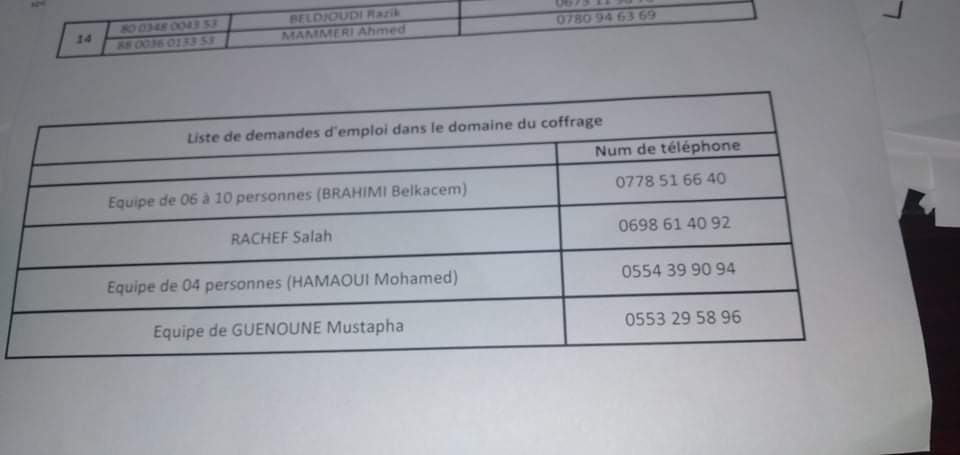 14
80 0348 0043 53 BELDJOUDI Razik
88 0036 0133 53 MAMMERI Ahmed 0780 94 63 69
Liste de demandes d'emploi dans le domaine du coffrage
Num de téléphone
Equipe de 06 à 10 personnes (BRAHIMI Belkacem) 0778 51 66 40
RACHEF Salah 0698 61 40 92
Equipe de 04 personnes (HAMAOUI Mohamed) 0554 39 90 94
Equipe de GUENOUNE Mustapha 0553 29 58 96